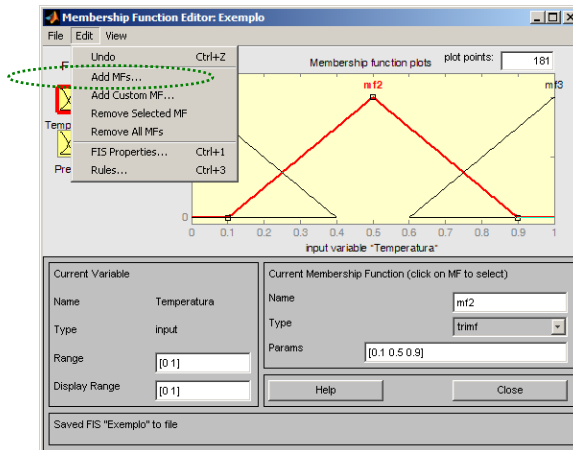 Membership Function Editor: Exemplo
File Edit View
Undo Ctrl+Z
Add MFs...
Add Custom MF...
Remove Selected MF
Remove All MFs
FIS Properties... Ctrl+1
Rules... Ctrl+3
F
Temp
Pre
Membership function plots plot points: 181
mf2 mf3
0
0 0.1 0.2 0.3 0.4 0.5 0.6 0.7 0.8 0.9 1
input variable "Temperatura"
Current Variable
Name Temperatura
Type input
Range [0 1]
Display Range [0 1]
Current Membership Function (click on MF to select)
Name mf2
Type trimf
Params [0.1 0.5 0.9]
Help Close
Saved FIS "Exemplo" to file